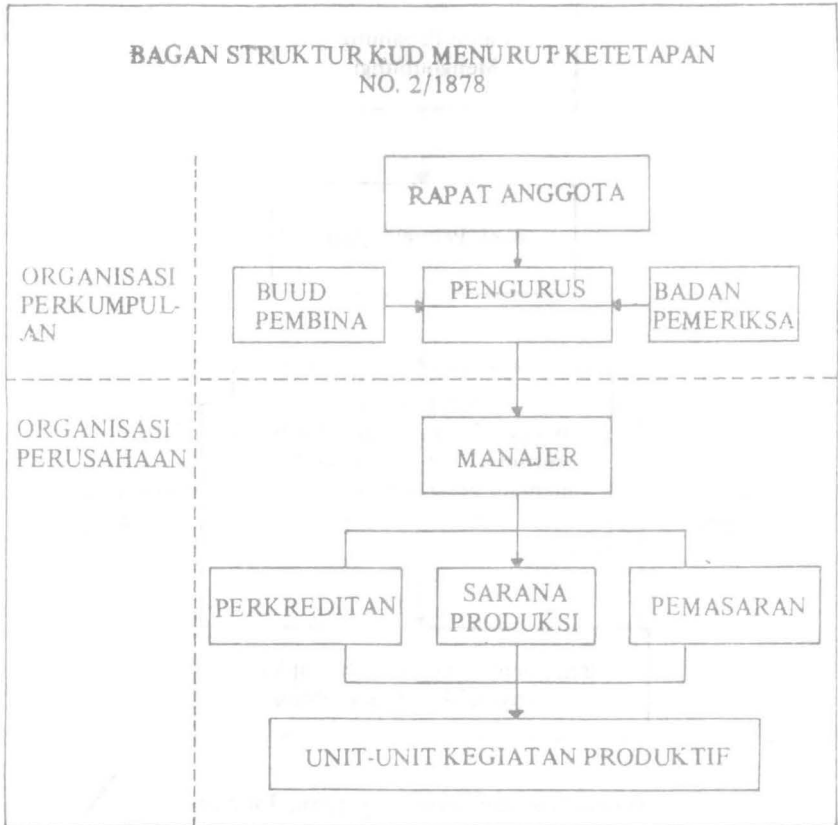 BAGAN STRUKTUR KUD MENURUT KETETAPAN
NO. 2/1878
RAPAT ANGGOTA
ORGANISASI
PERKUMPUL-
AN
BUUD
PEMBINA
PENGURUS
BADAN
PEMERIKSA
ORGANISASI
PERUSAHAAN
MANAJER
PERKREDITAN
SARANA
PRODUKSI
PEMASARAN
UNIT-UNIT KEGIATAN PRODUKTIF